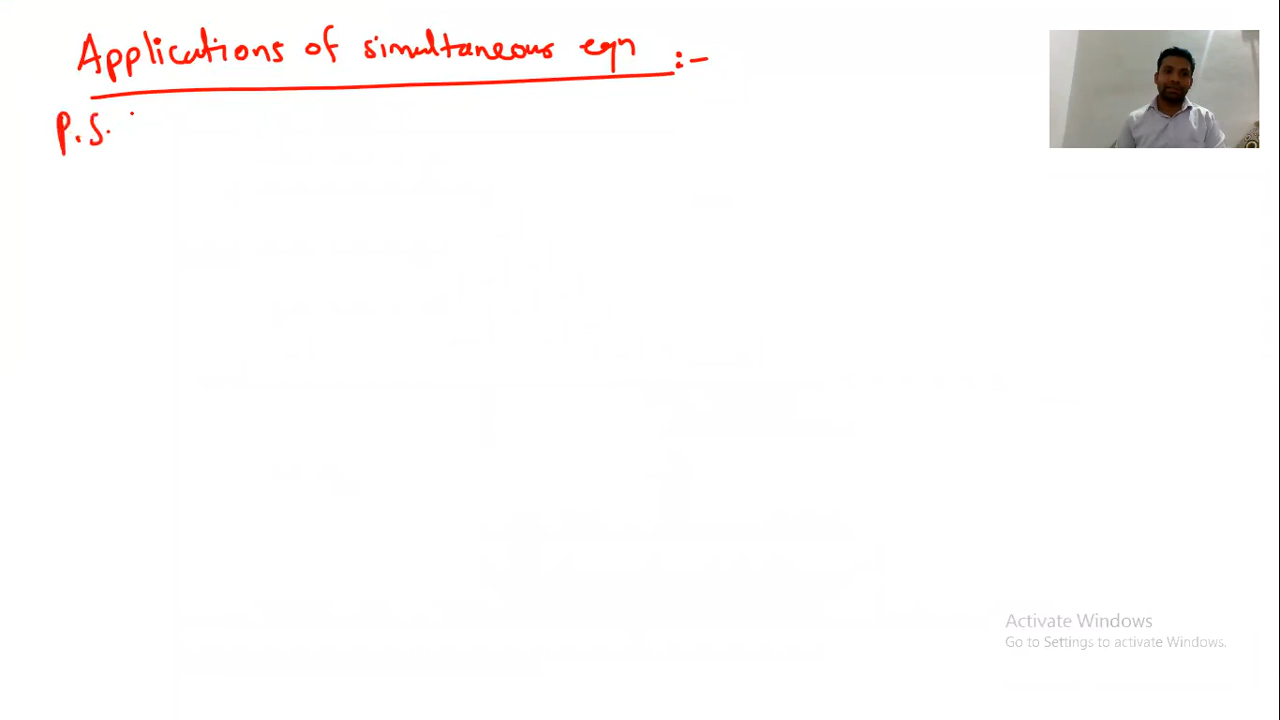 Applications of simultaneous eqn :-
P.S.
Activate Windows
Go to Settings to activate Windows.